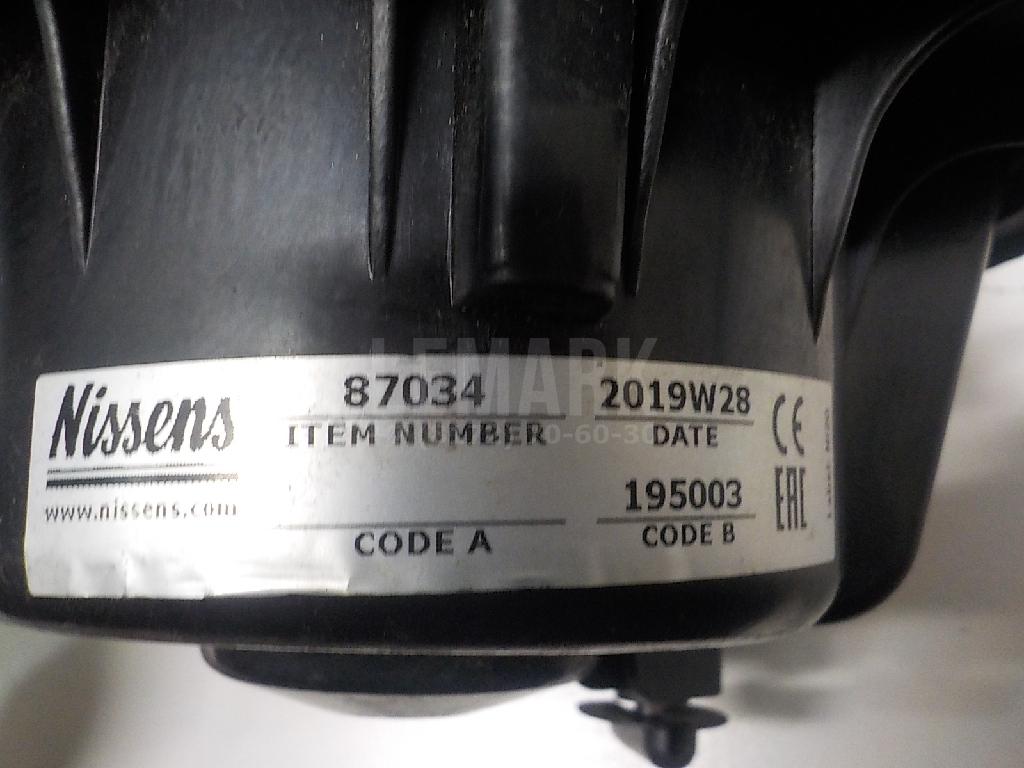 Nissens
www.nissens.com
87034
ITEM NUMBER
CODE A
2019W28
DATE
195003
CODE B
CE
EAC
LEMARK